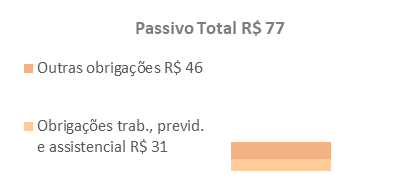 Passivo Total R$ 77
Outras obrigações R$ 46
Obrigações trab., previd.
e assistencial R$ 31